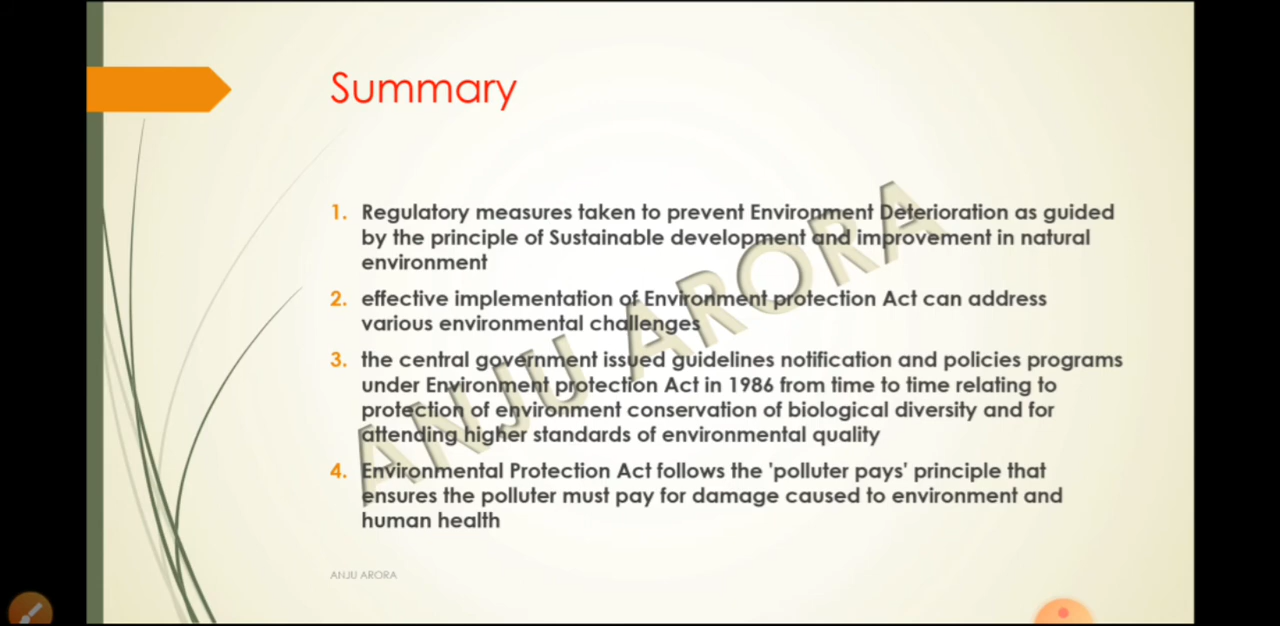 Summary
1. Regulatory measures taken to prevent Environment Deterioration as guided
by the principle of Sustainable development and improvement in natural
environment
2. effective implementation of Environment protection Act can address
various environmental challenges
3. the central government issued guidelines notification and policies programs
under Environment protection Act in 1986 from time to time relating to
protection of environment conservation of biological diversity and for
attending higher standards of environmental quality
4. Environmental Protection Act follows the 'polluter pays' principle that
ensures the polluter must pay for damage caused to environment and
human health
ANJU ARORA
ANJU ARORA